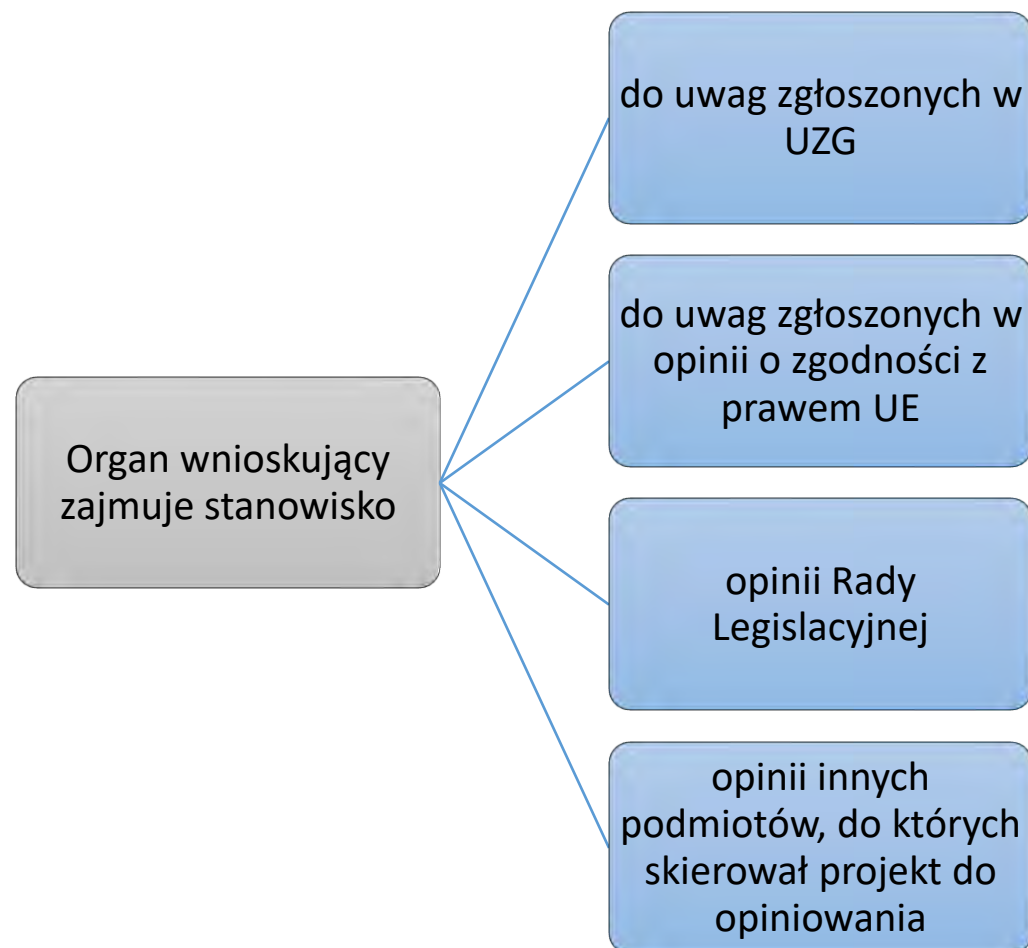 do uwag zgłoszonych w
UZG
do uwag zgłoszonych w
opinii o zgodności z
prawem UE
Organ wnioskujący
zajmuje stanowisko
opinii Rady
Legislacyjnej
opinii innych
podmiotów, do których
skierował projekt do
opiniowania